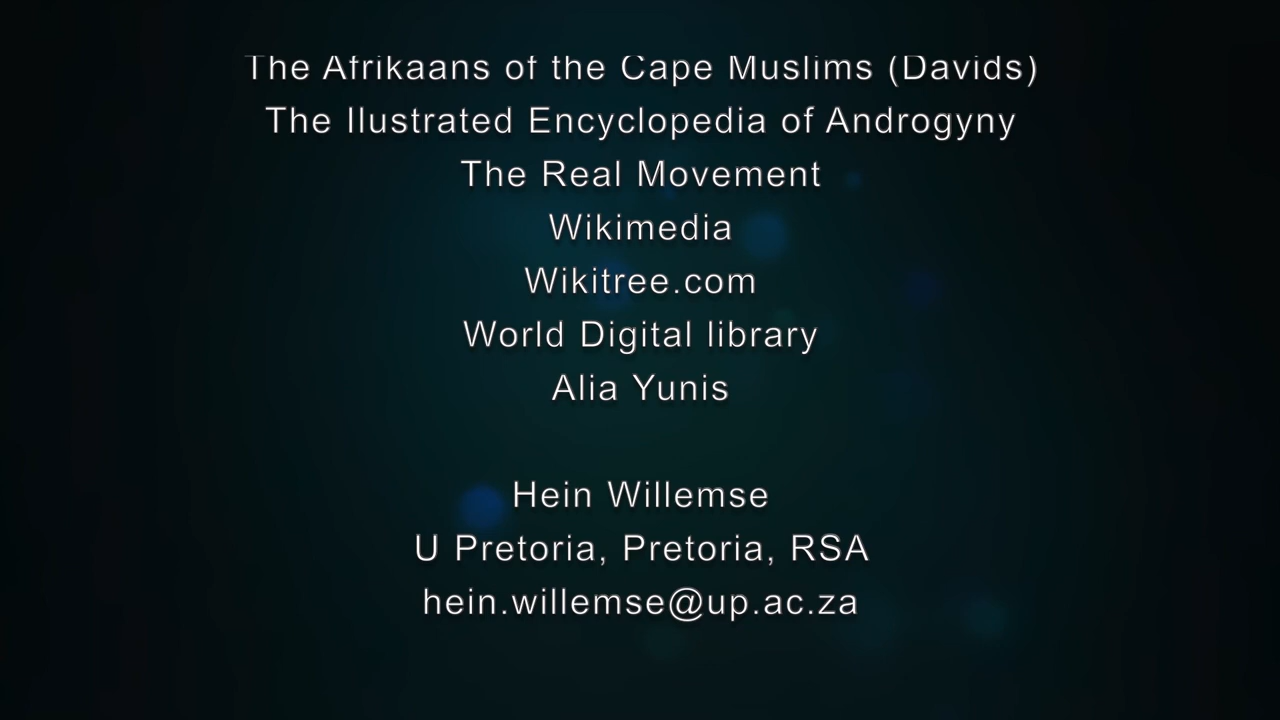 The Afrikaans of the Cape Muslims (Davids)
The Ilustrated Encyclopedia of Androgyny
The Real Movement
Wikimedia
Wikitree.com
World Digital library
Alia Yunis
Hein Willemse
U Pretoria, Pretoria, RSA
hein.willemse@up.ac.za